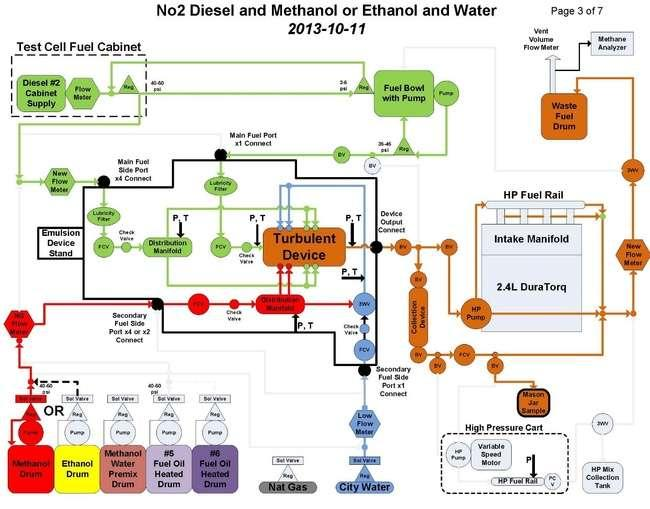 No2 Diesel and Methanol or Ethanol and Water
2013-10-11
Page 3 of 7
Test Cell Fuel Cabinet
Diesel #2
Cabinet
Supply
Flow
Meter
Reg
40-60
psi
3-6
psi
Reg
Fuel Bowl
with Pump
Pump
Reg
35-45
psi
BV
BV
Vent
Volume
Flow Meter
Methane
Analyzer
Waste
Fuel
Drum
3WV
Main Fuel Port
x1 Connect
Main Fuel
Side Port
x4 Connect
New
Flow
Meter
Lubricity
Filter
Lubricity
Filter
Emulsion
Device
Stand
FCV
Check
Valve
Distribution
Manifold
FCV
Check
Valve
P, T
P, T
Turbulent
Device
Device
Output
Connect
P, T
BV
BV
BV
HP Fuel Rail
Intake Manifold
2.4L DuraTorq
HP
Pump
New
Flow
Meter
Collection
Device
Secondary
Fuel Side
Port x4 or x2
Connect
FCV
Check
Valve
Distribution
Manifold
P, T
3WV
Check
Valve
FCV
Secondary
Fuel Side
Port x1
Connect
BV
BV
FCV
BV
Mason
Jar
Sample
Flow
Meter
40-60
psi
40-60
psi
Sol Valve
Sol Valve
Sol Valve
Sol Valve
Sol Valve
Reg
OR
Reg
Reg
Reg
Reg
Pump
Pump
Pump
Pump
Pump
Methanol
Drum
Ethanol
Drum
Methanol
Water
Premix
Drum
#5
Fuel Oil
Heated
Drum
#6
Fuel Oil
Heated
Drum
Sol Valve
Reg
Nat Gas
Low
Flow
Meter
Sol Valve
Reg
City Water
High Pressure Cart
HP
Pump
Variable
Speed
Motor
P
HP Fuel Rail
PC
V
3WV
HP Mix
Collection
Tank